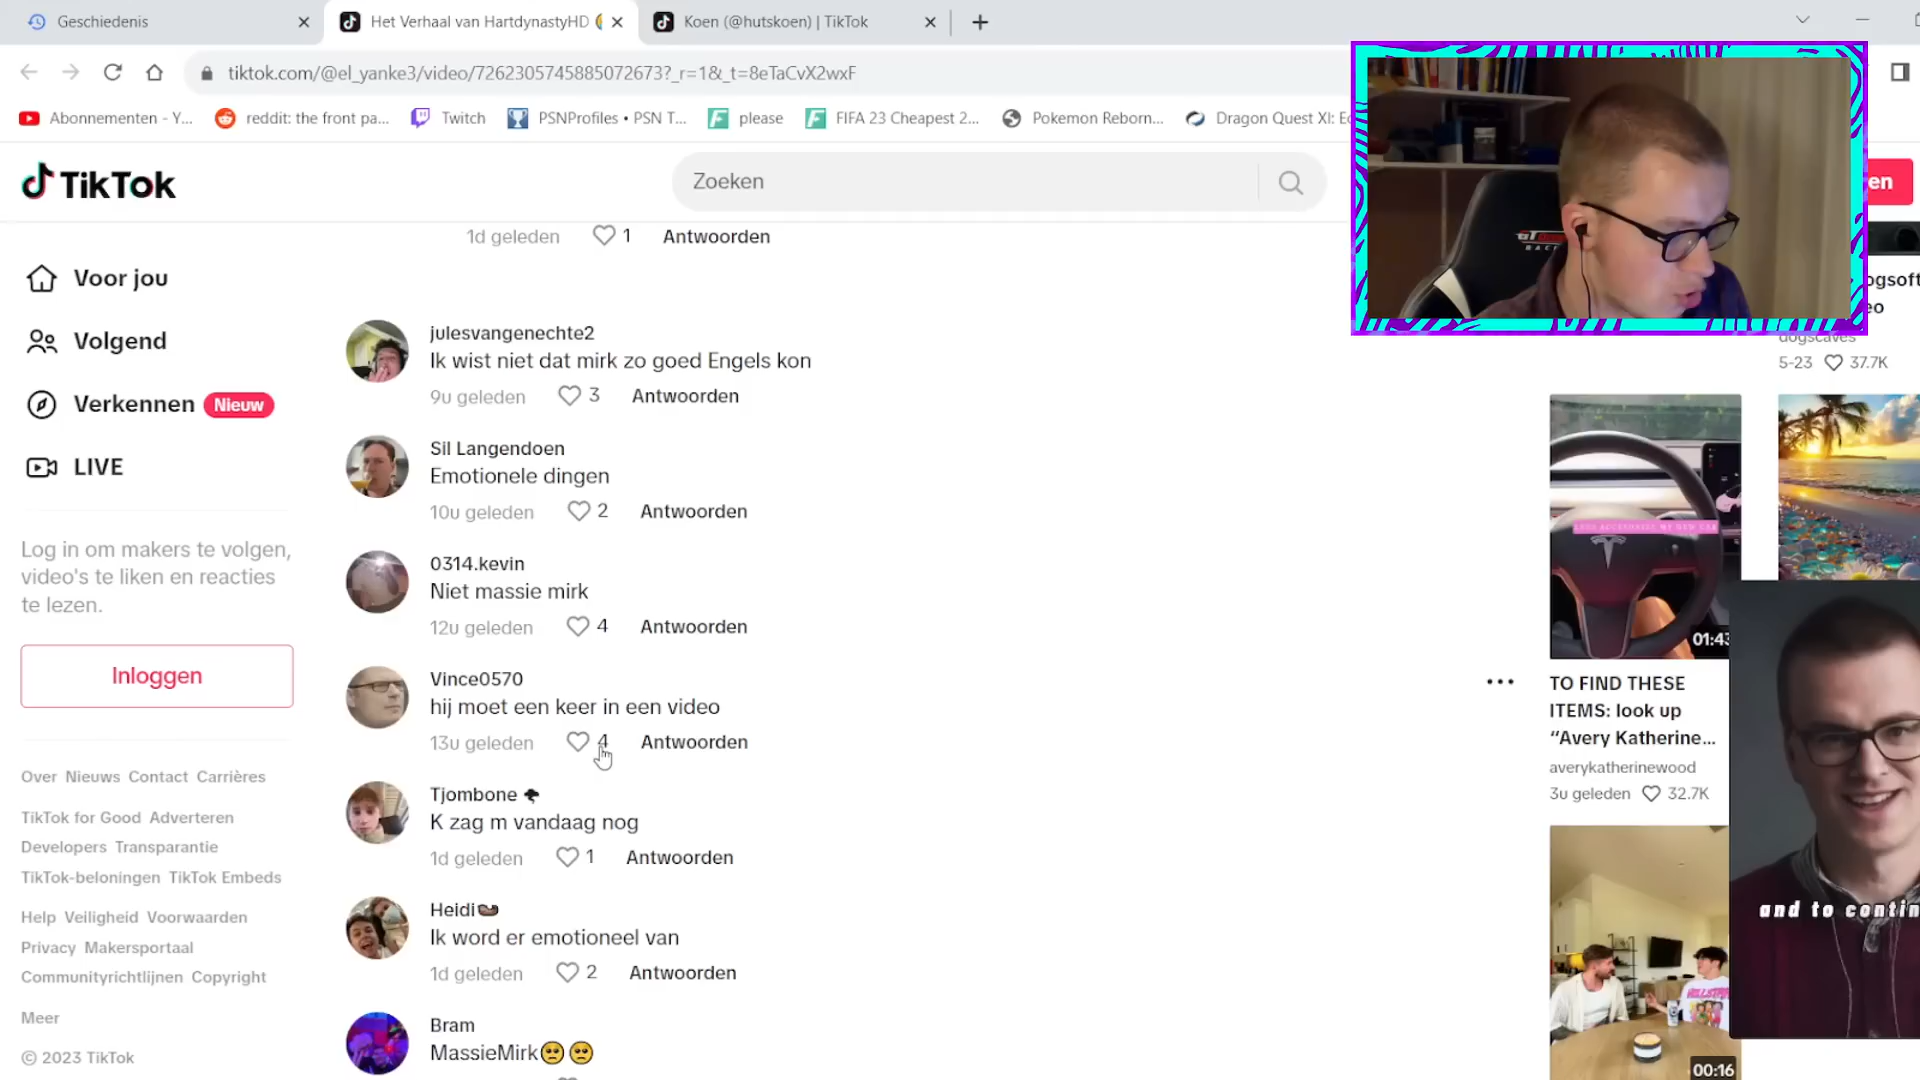 Geschiedenis
Het Verhaal van HartdynastyHD
Koen (@hutskoen) | TikTok
tiktok.com/@el_yanke3/video/7262305745885072673?_r=1&_t=8eTaCvX2wxF
Abonnementen - Y...
reddit: the front pa...
Twitch
PSNProfiles • PSN T...
please
FIFA 23 Cheapest 2...
Pokemon Reborn...
Dragon Quest XI: Ec
TikTok
Zoeken
en
1d geleden 1 Antwoorden
Voor jou
Volgend
Verkennen Nieuw
LIVE
Log in om makers te volgen,
video's te liken en reacties
te lezen.
Inloggen
Over Nieuws Contact Carrières
TikTok for Good Adverteren
Developers Transparantie
TikTok-beloningen TikTok Embeds
Help Veiligheid Voorwaarden
Privacy Makersportaal
Communityrichtlijnen Copyright
Meer
© 2023 TikTok
julesvangenechte2
Ik wist niet dat mirk zo goed Engels kon
9u geleden 3 Antwoorden
Sil Langendoen
Emotionele dingen
10u geleden 2 Antwoorden
0314.kevin
Niet massie mirk
12u geleden 4 Antwoorden
Vince0570
hij moet een keer in een video
13u geleden 4 Antwoorden
Tjombone 🌪
K zag m vandaag nog
1d geleden 1 Antwoorden
Heidi🦦
Ik word er emotioneel van
1d geleden 2 Antwoorden
Bram
MassieMirk🥺🥺
ogsoft
eo
dogscaves
5-23 37.7K
01:43
TO FIND THESE
ITEMS: look up
“Avery Katherine...
averykatherinewood
3u geleden 32.7K
and to contin
00:16